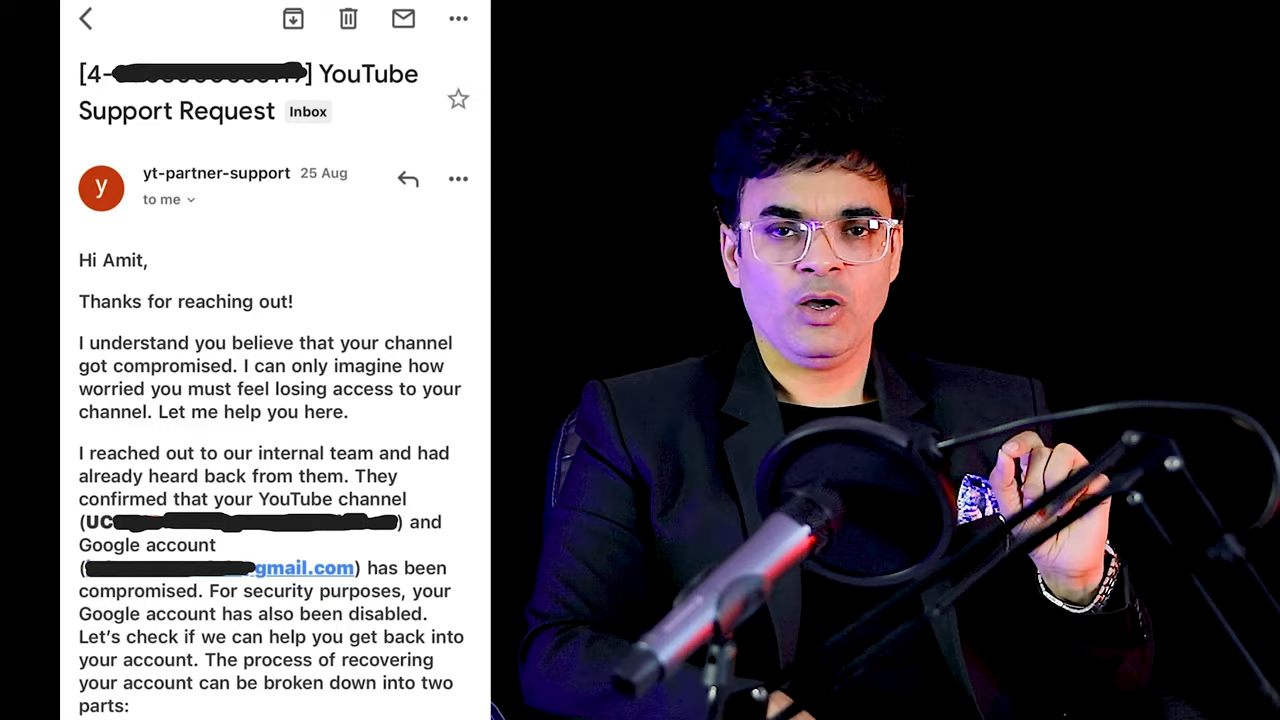 [4-] YouTube
Support Request Inbox
y yt-partner-support 25 Aug
to me
Hi Amit,
Thanks for reaching out!
I understand you believe that your channel
got compromised. I can only imagine how
worried you must feel losing access to your
channel. Let me help you here.
I reached out to our internal team and had
already heard back from them. They
confirmed that your YouTube channel
(UC) and
Google account
(gmail.com) has been
compromised. For security purposes, your
Google account has also been disabled.
Let's check if we can help you get back into
your account. The process of recovering
your account can be broken down into two
parts: